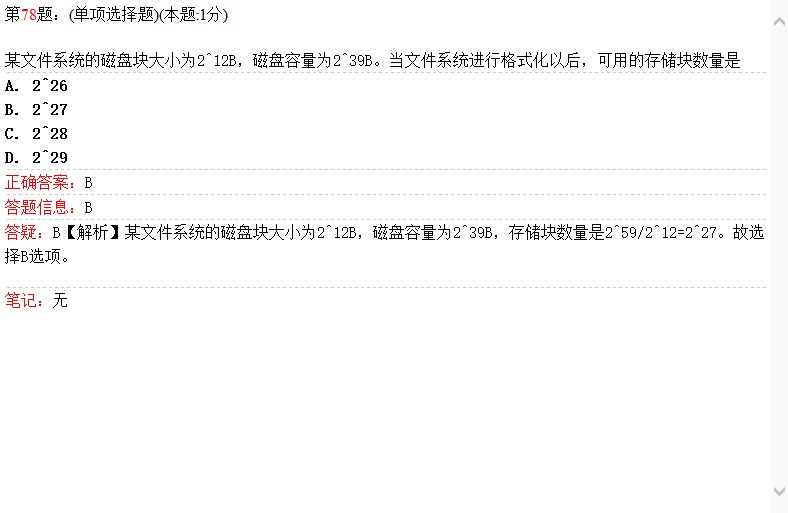 第78题：(单项选择题)(本题:1分)
某文件系统的磁盘块大小为2^12B，磁盘容量为2^39B。当文件系统进行格式化以后，可用的存储块数量是
A. 2^26
B. 2^27
C. 2^28
D. 2^29
正确答案：B
答题信息：B
答疑：B【解析】某文件系统的磁盘块大小为2^12B，磁盘容量为2^39B，存储块数量是2^59/2^12=2^27。故选
择B选项。
笔记：无